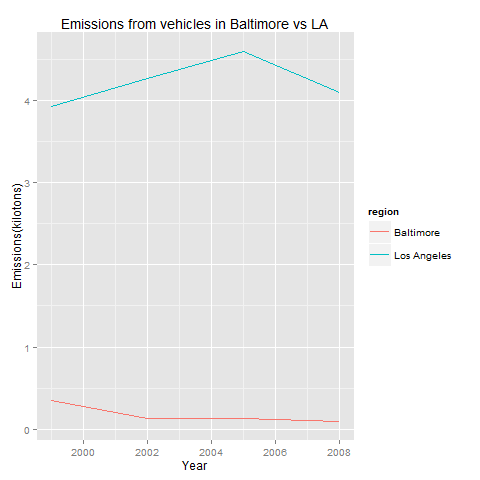 Emissions from vehicles in Baltimore vs LA
Emissions(kilotons)
4
3
2
1
0
2000 2002 2004 2006 2008
Year
region
Baltimore
Los Angeles